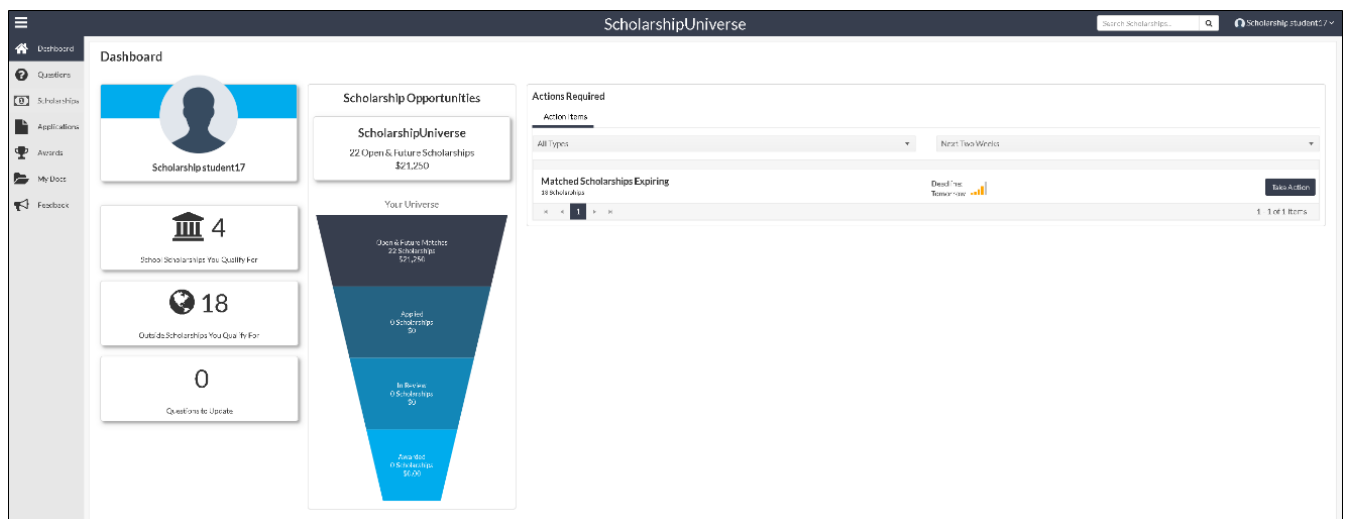 ScholarshipUniverse
Search Scholarships...
Scholarship student17
Dashboard
Questions
Scholarships
Applications
Awards
My Docs
Feedback
Dashboard
Scholarship student17
4
School Scholarships You Qualify For
18
Outside Scholarships You Qualify For
0
Questions to Update
Scholarship Opportunities
ScholarshipUniverse
22 Open & Future Scholarships
$21,250
Your Universe
Open & Future Matches
22 Scholarships
$21,250
Applied
0 Scholarships
$0
In Review
0 Scholarships
$0
Awarded
0 Scholarships
$0.00
Actions Required
Action Items
All Types
Next Two Weeks
Matched Scholarships Expiring
18 Scholarships
Deadline:
Tomorrow
Take Action
1
1 - 1 of 1 items